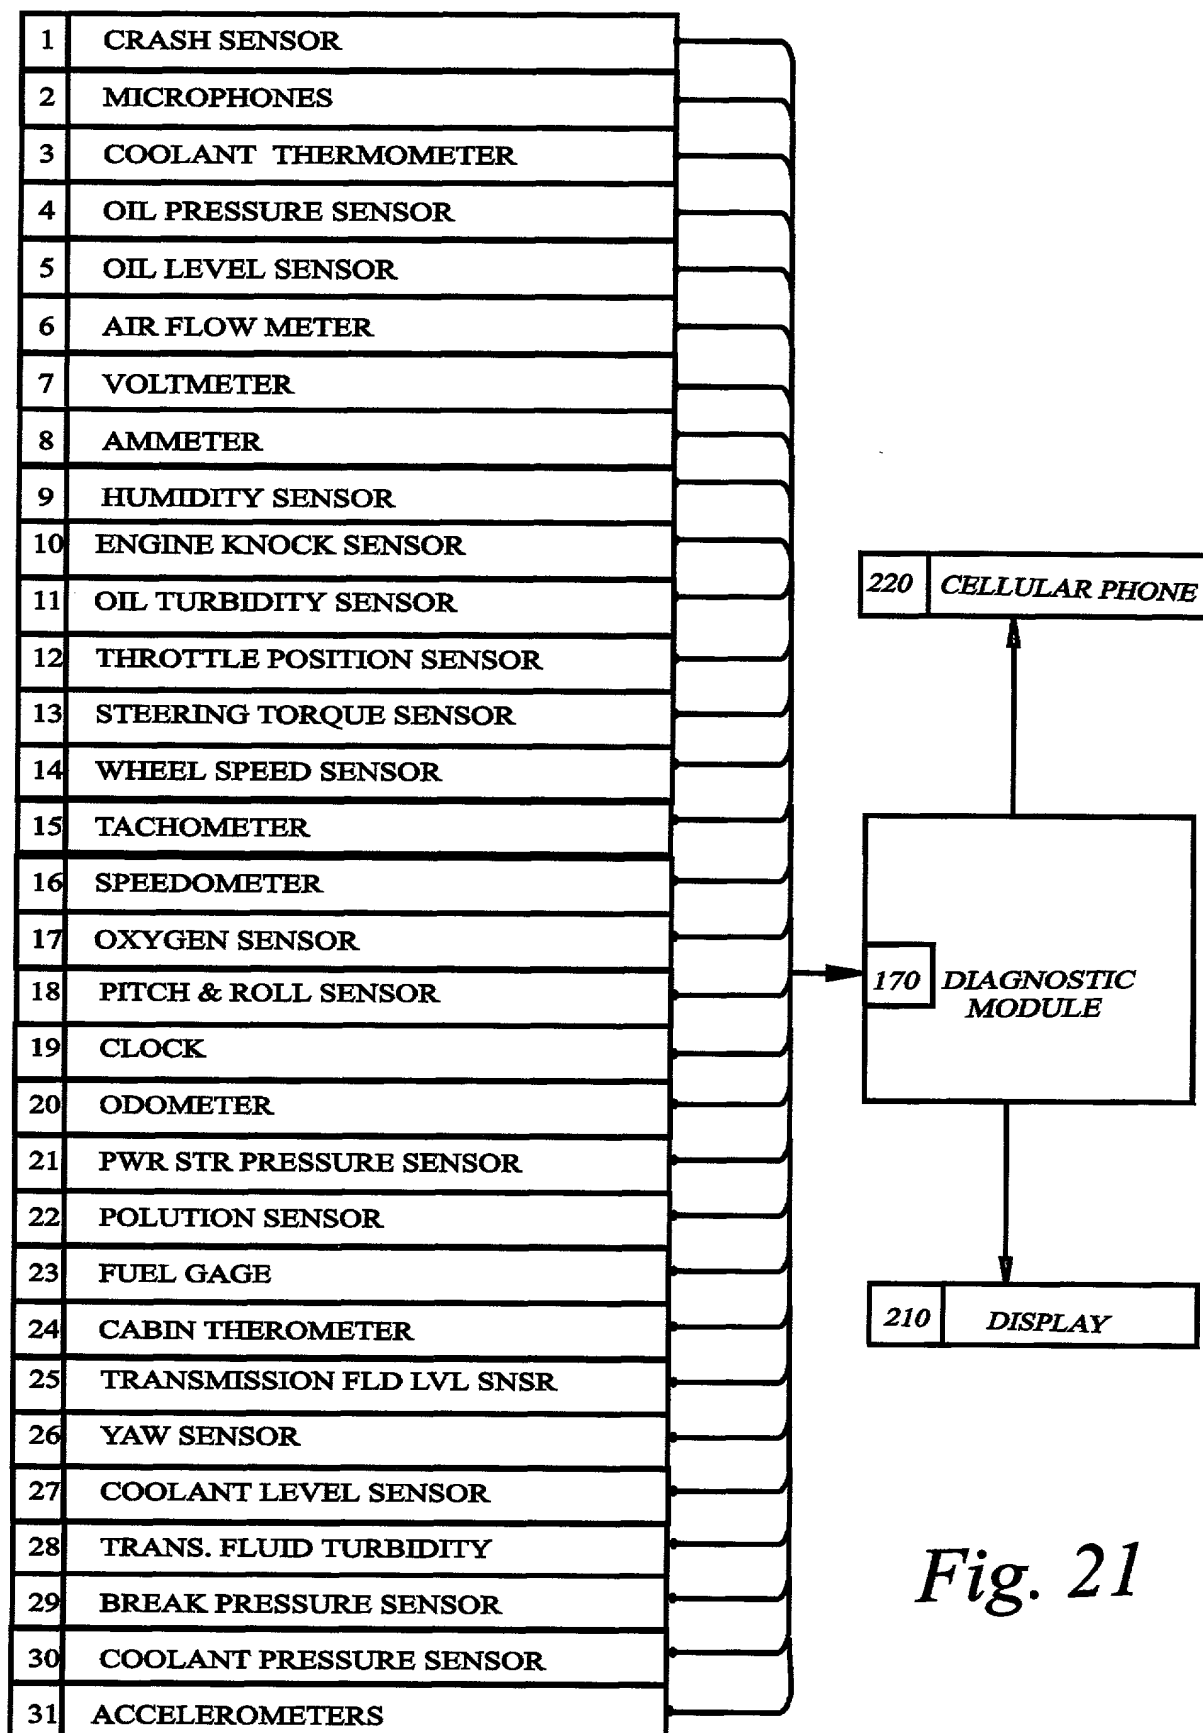 1 CRASH SENSOR
2 MICROPHONES
3 COOLANT THERMOMETER
4 OIL PRESSURE SENSOR
5 OIL LEVEL SENSOR
6 AIR FLOW METER
7 VOLTMETER
8 AMMETER
9 HUMIDITY SENSOR
10 ENGINE KNOCK SENSOR
11 OIL TURBIDITY SENSOR
12 THROTTLE POSITION SENSOR
13 STEERING TORQUE SENSOR
14 WHEEL SPEED SENSOR
15 TACHOMETER
16 SPEEDOMETER
17 OXYGEN SENSOR
18 PITCH & ROLL SENSOR
19 CLOCK
20 ODOMETER
21 PWR STR PRESSURE SENSOR
22 POLUTION SENSOR
23 FUEL GAGE
24 CABIN THEROMETER
25 TRANSMISSION FLD LVL SNSR
26 YAW SENSOR
27 COOLANT LEVEL SENSOR
28 TRANS. FLUID TURBIDITY
29 BREAK PRESSURE SENSOR
30 COOLANT PRESSURE SENSOR
31 ACCELEROMETERS
220 CELLULAR PHONE
170 DIAGNOSTIC
MODULE
210 DISPLAY
Fig. 21